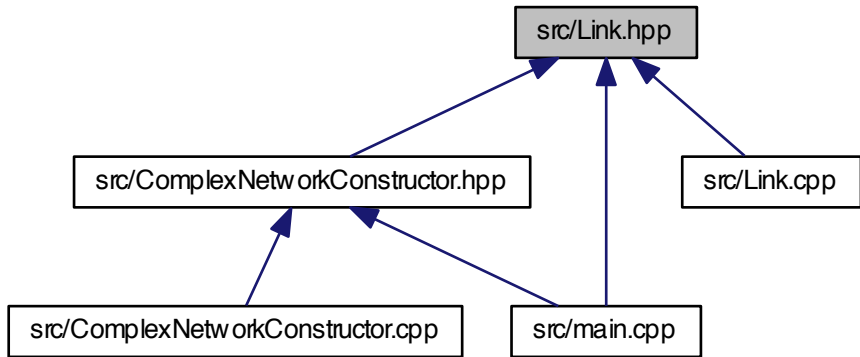 src/Link.hpp
src/ComplexNetworkConstructor.hpp
src/Link.cpp
src/ComplexNetworkConstructor.cpp
src/main.cpp